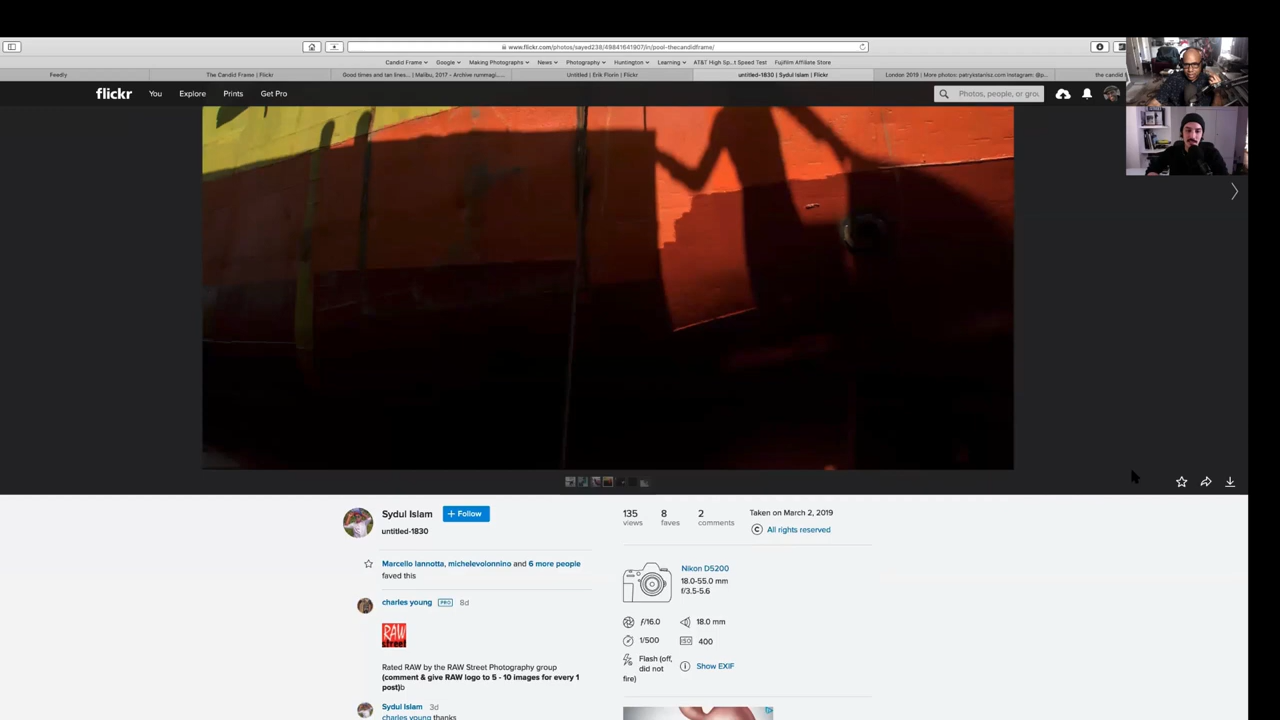 www.flickr.com/photos/sayed238/49841641907/in/pool-thecandidframe/
Candid Frame Google Making Photographs News Photography Huntington Learning AT&T High Sp...t Speed Test Fujifilm Affiliate Store
Feedly The Candid Frame | Flickr Good times and tan lines... | Malibu, 2017 - Archive rummagi... Untitled | Erik Florin | Flickr untitled-1830 | Sydul Islam | Flickr London 2019 | More photos: petrykstanisz.com Instagram: @p... the candid
flickr You Explore Prints Get Pro Photos, people, or grou
Sydul Islam + Follow
untitled-1830
135 views
8 faves
2 comments
Taken on March 2, 2019
All rights reserved
Marcello Iannotta, michelevolonnino and 6 more people
faved this
charles young PRO 8d
RAW
street
Rated RAW by the RAW Street Photography group
(comment & give RAW logo to 5 - 10 images for every 1
post)b
Sydul Islam 3d
charles young thanks
Nikon D5200
18.0-55.0 mm
f/3.5-5.6
ƒ/16.0 18.0 mm
1/500 ISO 400
Flash (off,
did not
fire)
Show EXIF